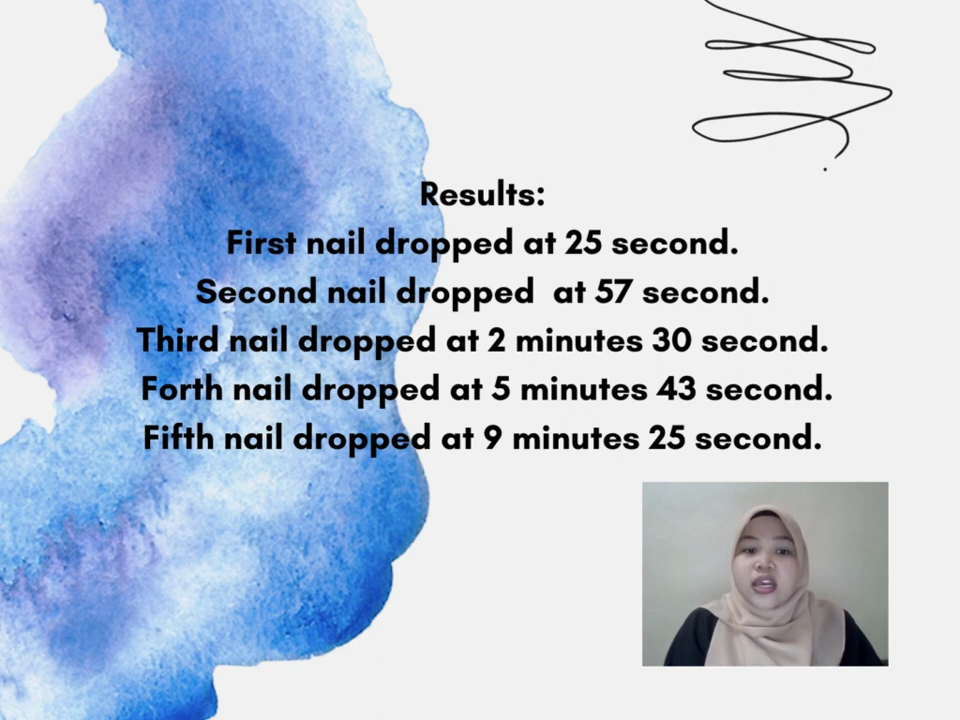 Results:
First nail dropped at 25 second.
Second nail dropped  at 57 second.
Third nail dropped at 2 minutes 30 second.
Forth nail dropped at 5 minutes 43 second.
Fifth nail dropped at 9 minutes 25 second.